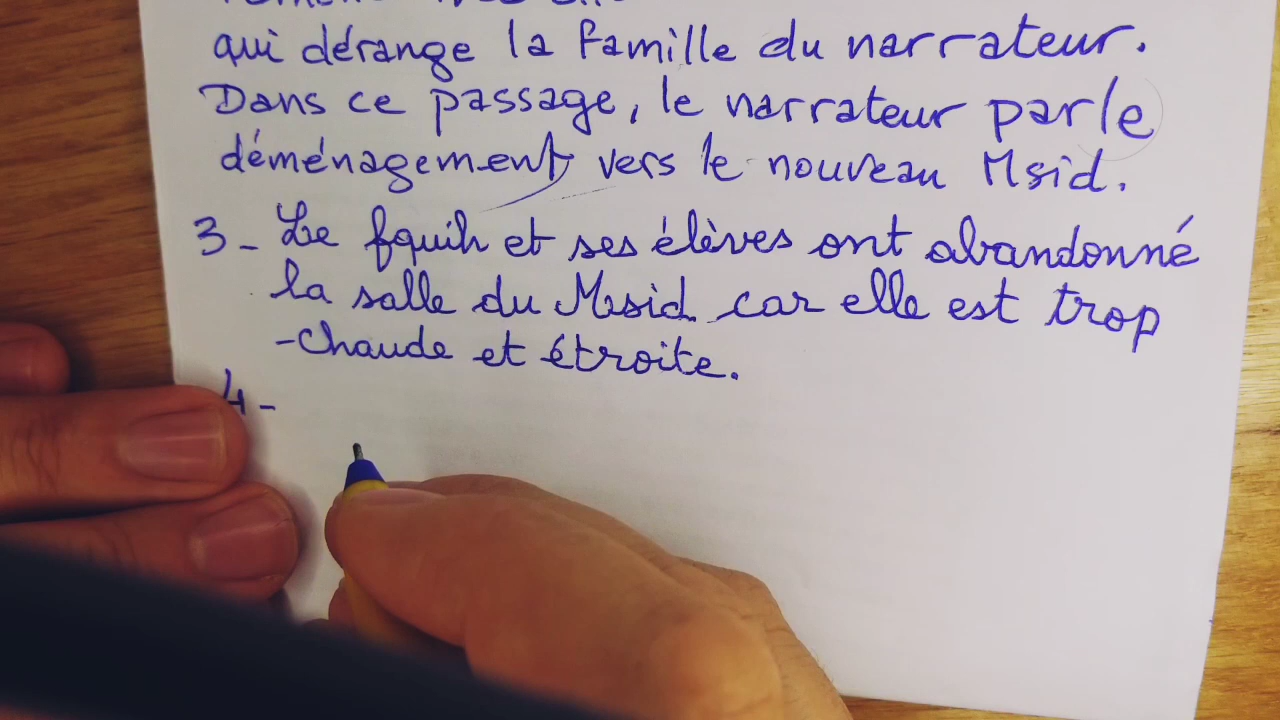 qui dérange la famille du narrateur.
Dans ce passage, le narrateur parle
déménagement vers le nouveau Msid.
3- Le fquih et ses élèves ont abandonné
la salle du Msid car elle est trop
-chaude et étroite.
4-